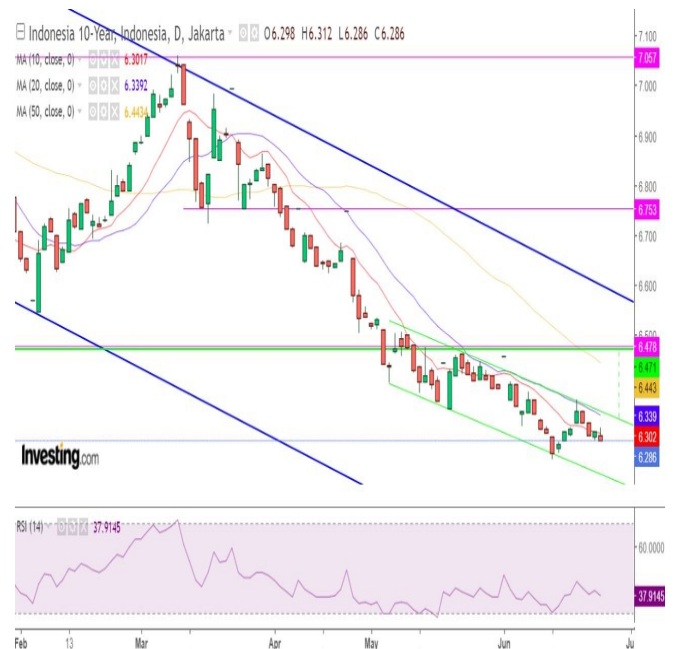 Indonesia 10-Year, Indonesia, D, Jakarta O6.298 H6.312 L6.286 C6.286
MA (10, close, 0) 6.3017
MA (20, close, 0) 6.3392
MA (50, close, 0) 6.4434
7.100
7.057
7.000
6.900
6.800
6.753
6.700
6.600
6.500
6.478
6.471
6.443
6.339
6.302
6.286
Investing.com
RSI (14) 37.9145
60.0000
37.9145
Feb 13 Mar Apr May Jun Ju